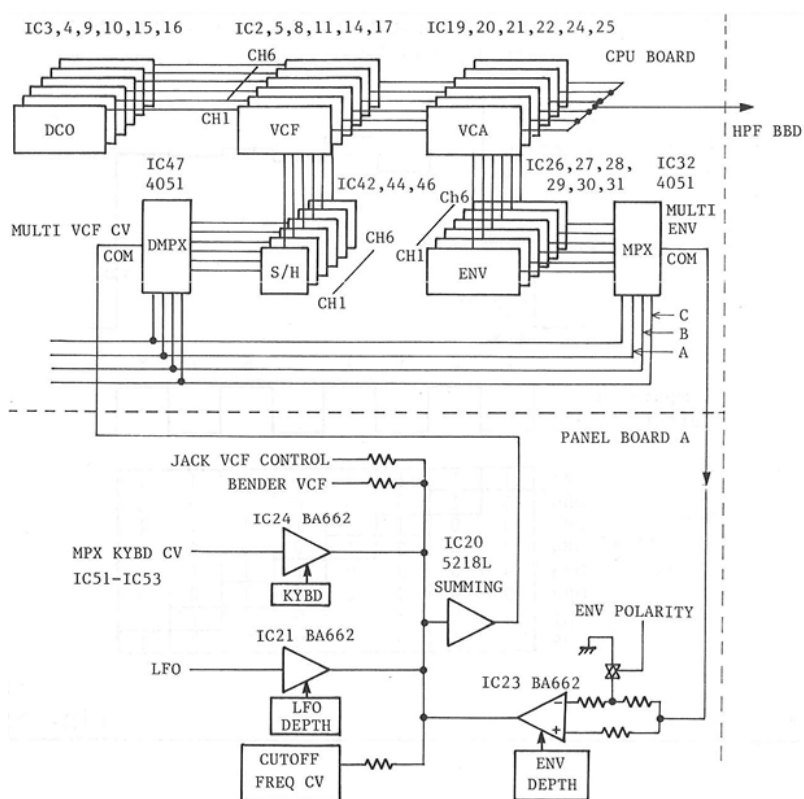 IC3,4,9,10,15,16
IC2,5,8,11,14,17
IC19,20,21,22,24,25
CH6
CPU BOARD
DCO
CH1
VCF
VCA
HPF BBD
IC47
4051
IC42,44,46
IC26,27,28,
29,30,31
IC32
4051
MULTI VCF CV
COM
DMPX
CH6
S/H
CH1
Ch6
CH1
ENV
MPX
MULTI
ENV
COM
C
B
A
PANEL BOARD A
JACK VCF CONTROL
BENDER VCF
IC24 BA662
MPX KYBD CV
IC51-IC53
KYBD
IC20
5218L
SUMMING
ENV POLARITY
IC21 BA662
LFO
LFO
DEPTH
IC23 BA662
-
+
CUTOFF
FREQ CV
ENV
DEPTH